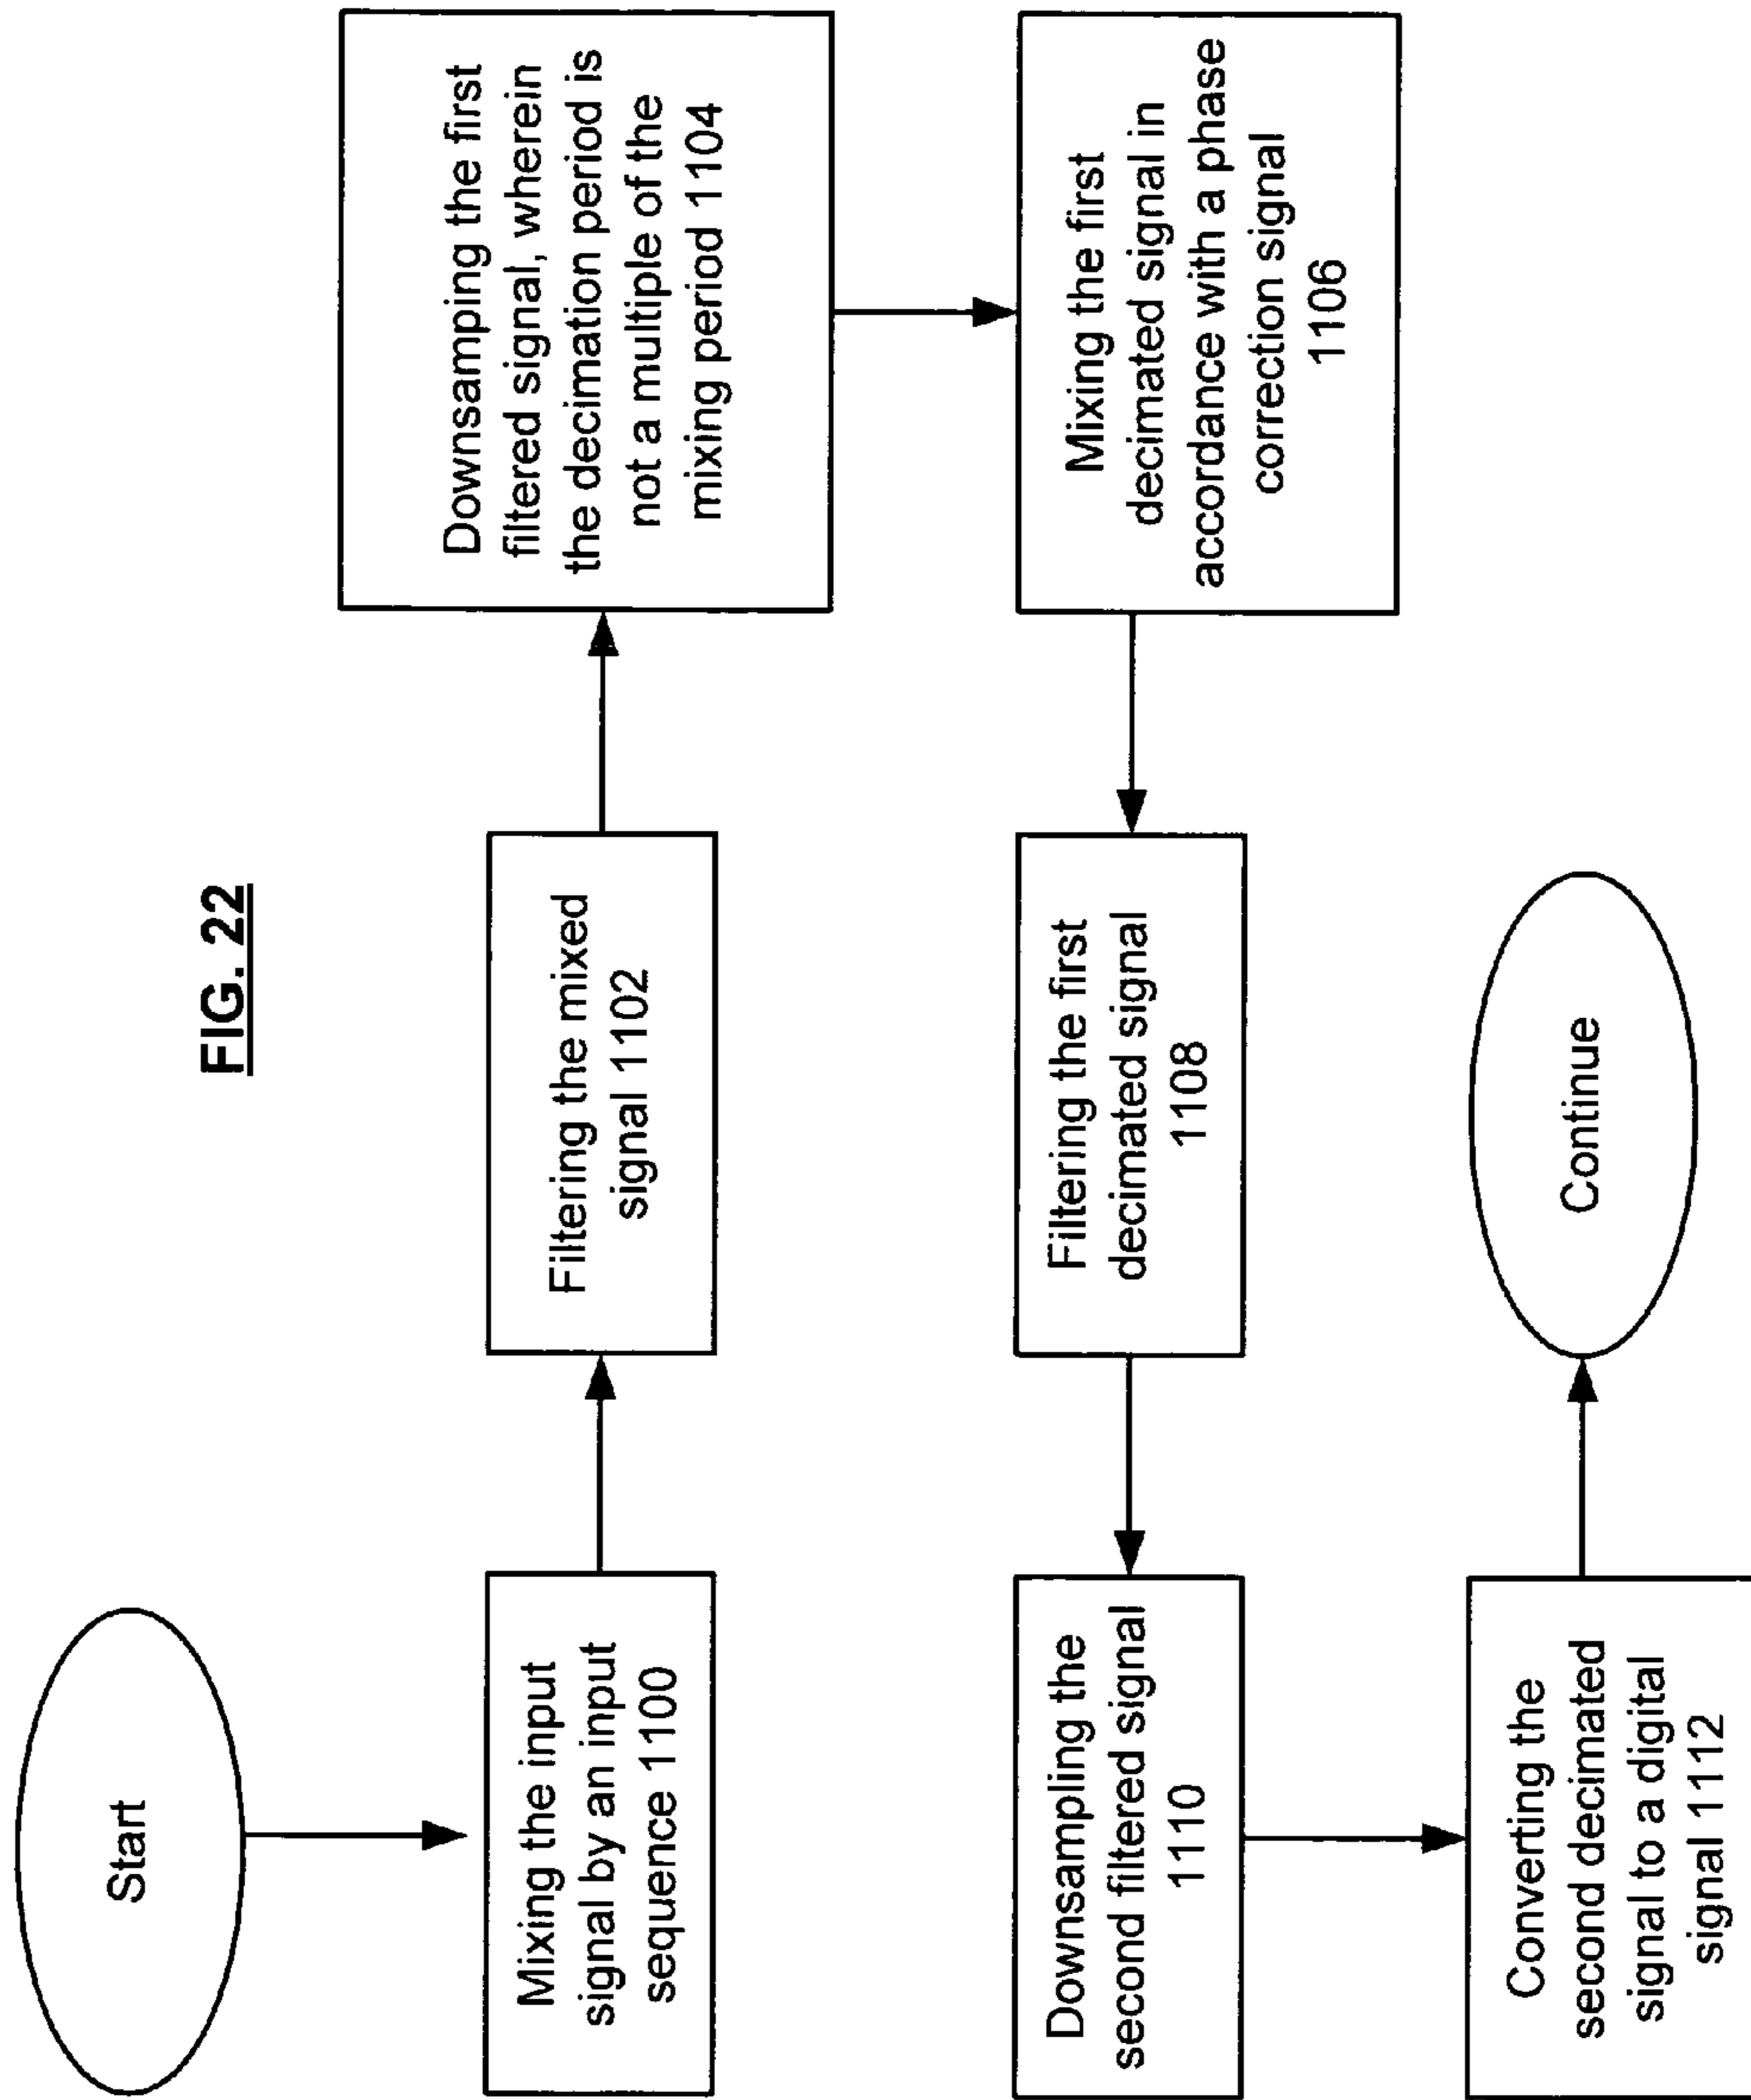 FIG. 22
Start
Mixing the input
signal by an input
sequence 1100
Filtering the mixed
signal 1102
Downsamping the first
filtered signal, wherein
the decimation period is
not a multiple of the
mixing period 1104
Mixing the first
decimated signal in
accordance with a phase
correction signal
1106
Filtering the first
decimated signal
1108
Downsampling the
second filtered signal
1110
Converting the
second decimated
signal to a digital
signal 1112
Continue